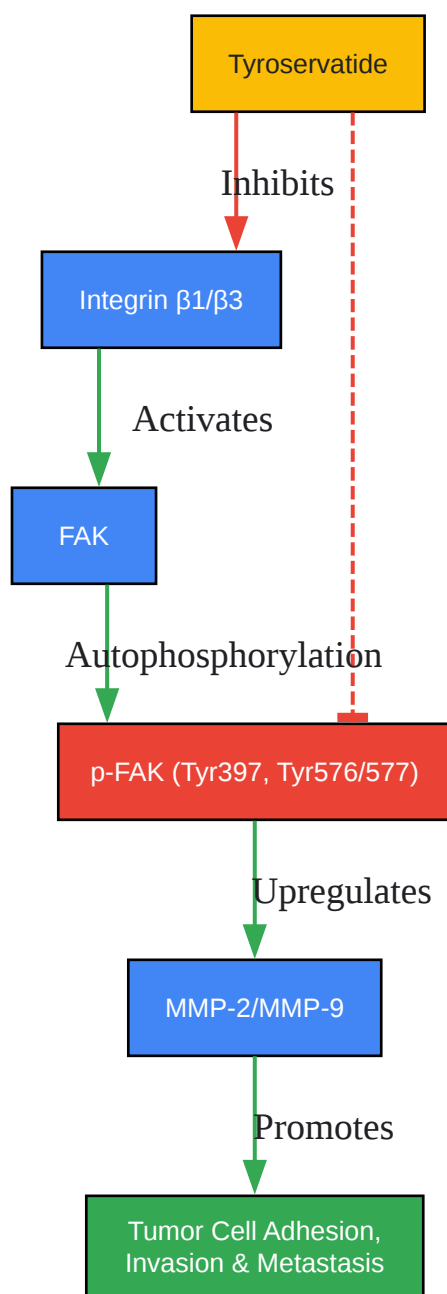 Tyroservatide
Inhibits
Integrin β1/β3
Activates
FAK
Autophosphorylation
p-FAK (Tyr397, Tyr576/577)
Upregulates
MMP-2/MMP-9
Promotes
Tumor Cell Adhesion,
Invasion & Metastasis